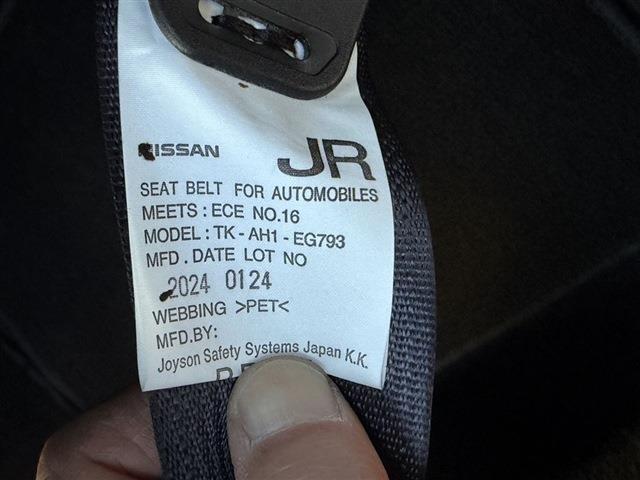 NISSAN JR
SEAT BELT FOR AUTOMOBILES
MEETS : ECE NO.16
MODEL : TK - AH1 - EG793
MFD . DATE LOT NO
2024 0124
WEBBING >PET<
MFD.BY:
Joyson Safety Systems Japan K.K.